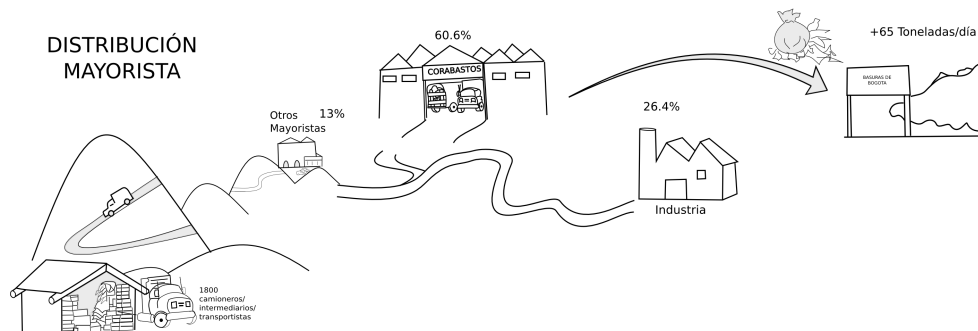 DISTRIBUCIÓN
MAYORISTA
60.6%
CORABASTOS
+65 Toneladas/día
BASURAS DE
BOGOTA
Otros
Mayoristas
13%
26.4%
Industria
1800
camioneros/
intermediarios/
transportistas